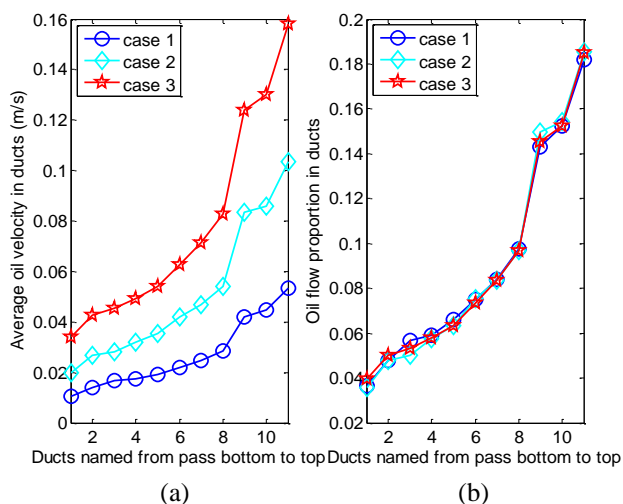 0.16
0.14
0.12
0.1
0.08
0.06
0.04
0.02
0
Average oil velocity in ducts (m/s)
case 1
case 2
case 3
2 4 6 8 10
Ducts named from pass bottom to top
(a)
0.2
0.18
0.16
0.14
0.12
0.1
0.08
0.06
0.04
0.02
Oil flow proportion in ducts
case 1
case 2
case 3
2 4 6 8 10
Ducts named from pass bottom to top
(b)